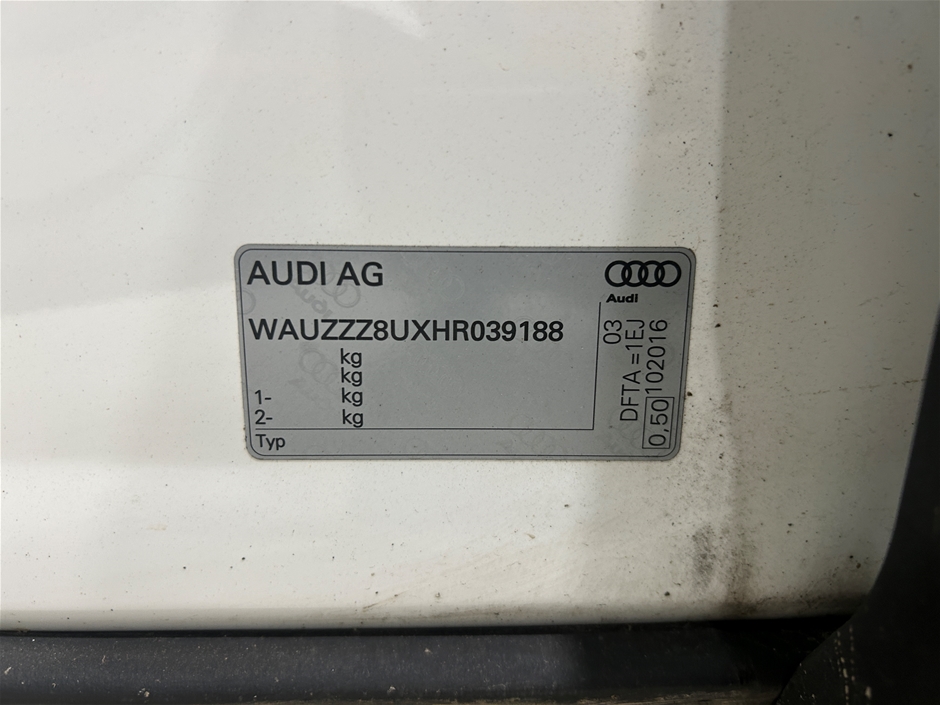 AUDI AG
Audi
WAUZZZ8UXHR039188
kg
kg
1- kg
2- kg
Typ
03
DFTA =1EJ
0,50 102016